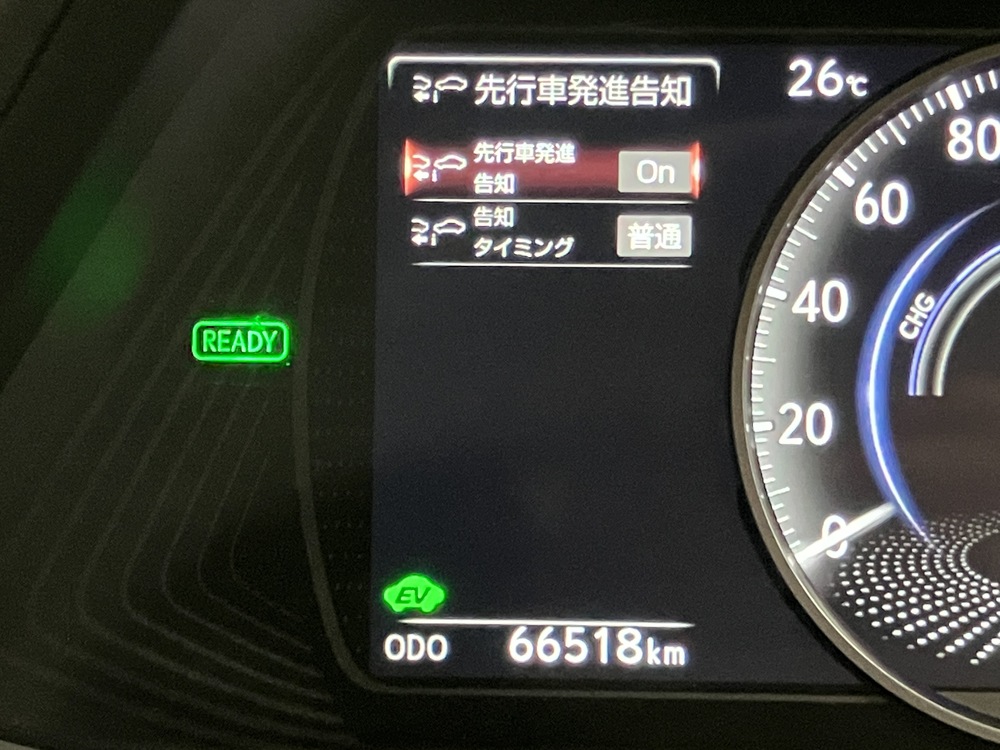 先行車発進告知
26℃
先行車発進
告知
On
告知
タイミング
普通
80
60
40
20
0
CHG
READY
EV
ODO 66518km